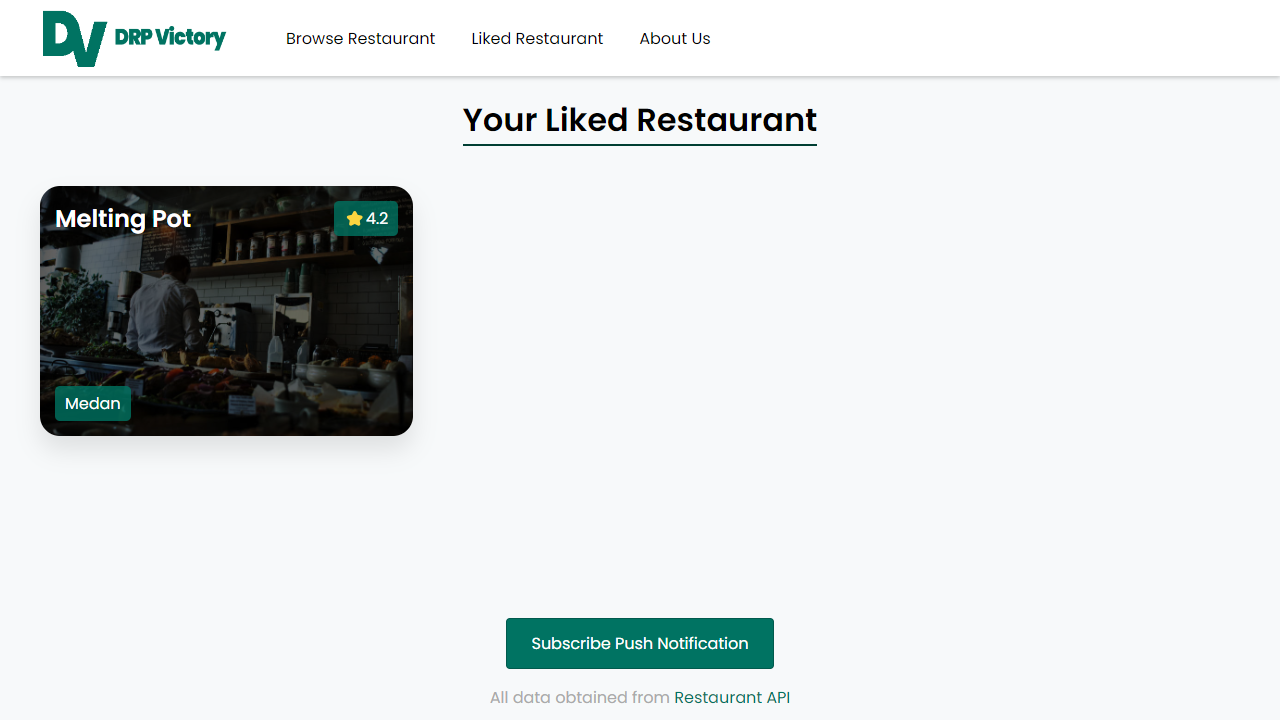 DV DRP Victory
Browse Restaurant
Liked Restaurant
About Us
Your Liked Restaurant
Melting Pot
4.2
Medan
Subscribe Push Notification
All data obtained from Restaurant API